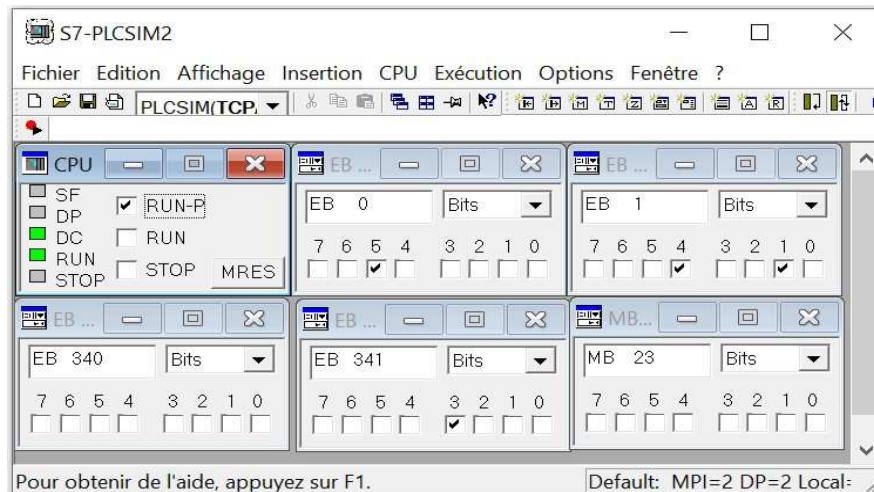 S7-PLCSIM2
Fichier Edition Affichage Insertion CPU Exécution Options Fenêtre ?
PLCSIM(TCP,
CPU
SF
DP
DC
RUN
STOP
RUN-P
RUN
STOP
MRES
EB ...
EB 0
Bits
7 6 5 4 3 2 1 0
EB ...
EB 1
Bits
7 6 5 4 3 2 1 0
EB ...
EB 340
Bits
7 6 5 4 3 2 1 0
EB ...
EB 341
Bits
7 6 5 4 3 2 1 0
MB...
MB 23
Bits
7 6 5 4 3 2 1 0
Pour obtenir de l'aide, appuyez sur F1.
Default: MPI=2 DP=2 Local: